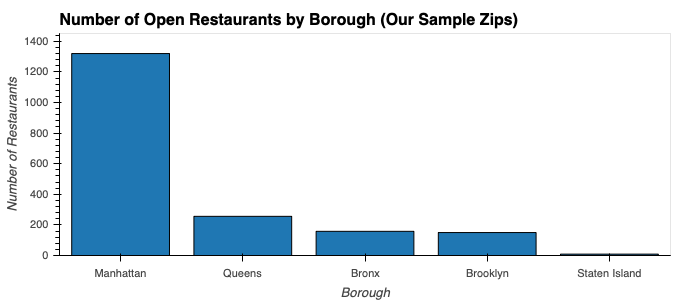 Number of Open Restaurants by Borough (Our Sample Zips)
Number of Restaurants
1400
1200
1000
800
600
400
200
0
Manhattan Queens Bronx Brooklyn Staten Island
Borough